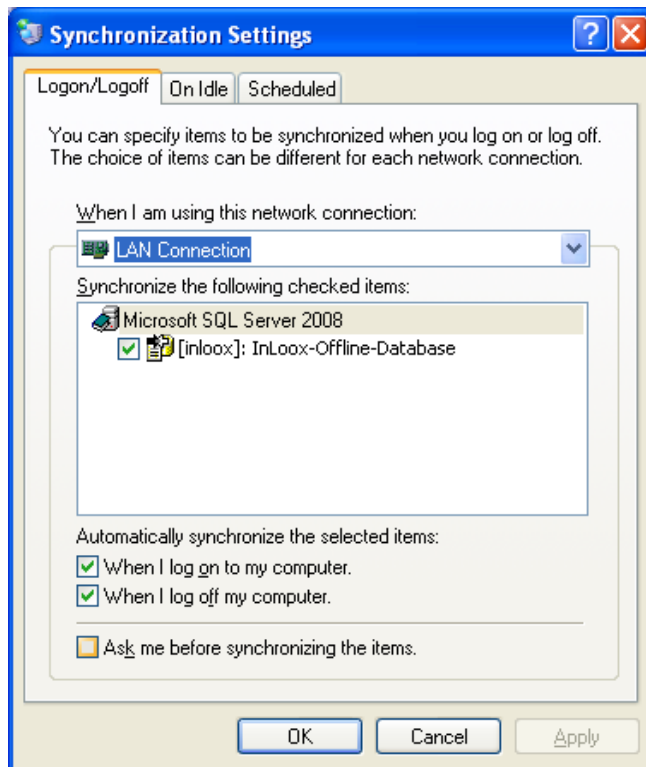 Synchronization Settings
Logon/Logoff
On Idle
Scheduled
You can specify items to be synchronized when you log on or log off.
The choice of items can be different for each network connection.
When I am using this network connection:
LAN Connection
Synchronize the following checked items:
Microsoft SQL Server 2008
[inloox]: InLoox-Offline-Database
Automatically synchronize the selected items:
When I log on to my computer.
When I log off my computer.
Ask me before synchronizing the items.
OK
Cancel
Apply